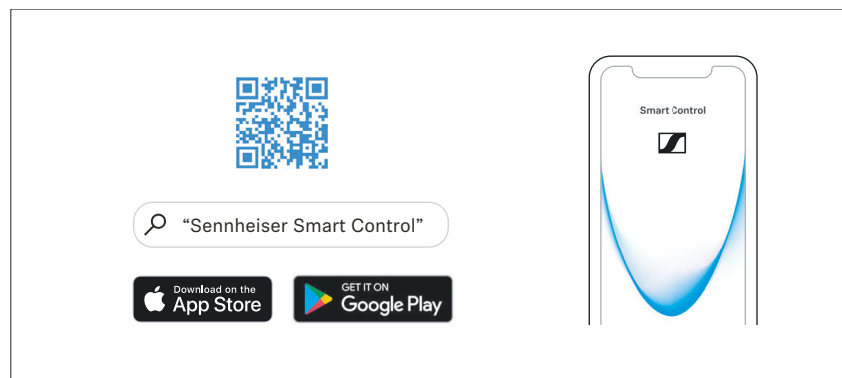 “Sennheiser Smart Control”
Download on the
App Store
GET IT ON
Google Play
Smart Control